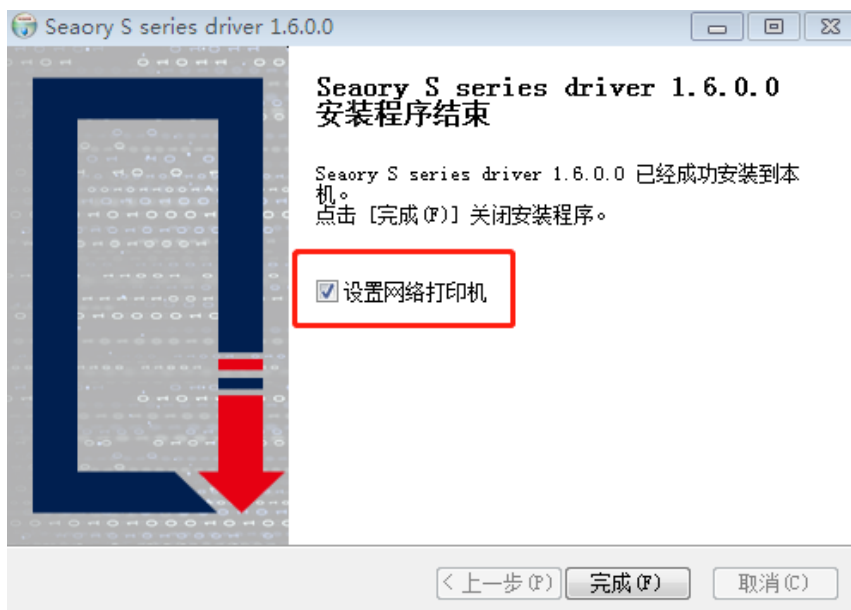 Seaory S series driver 1.6.0.0
Seaory S series driver 1.6.0.0
安装程序结束
Seaory S series driver 1.6.0.0 已经成功安装到本
机。
点击 [完成(F)] 关闭安装程序。
设置网络打印机
< 上一步(P)
完成(F)
取消(C)